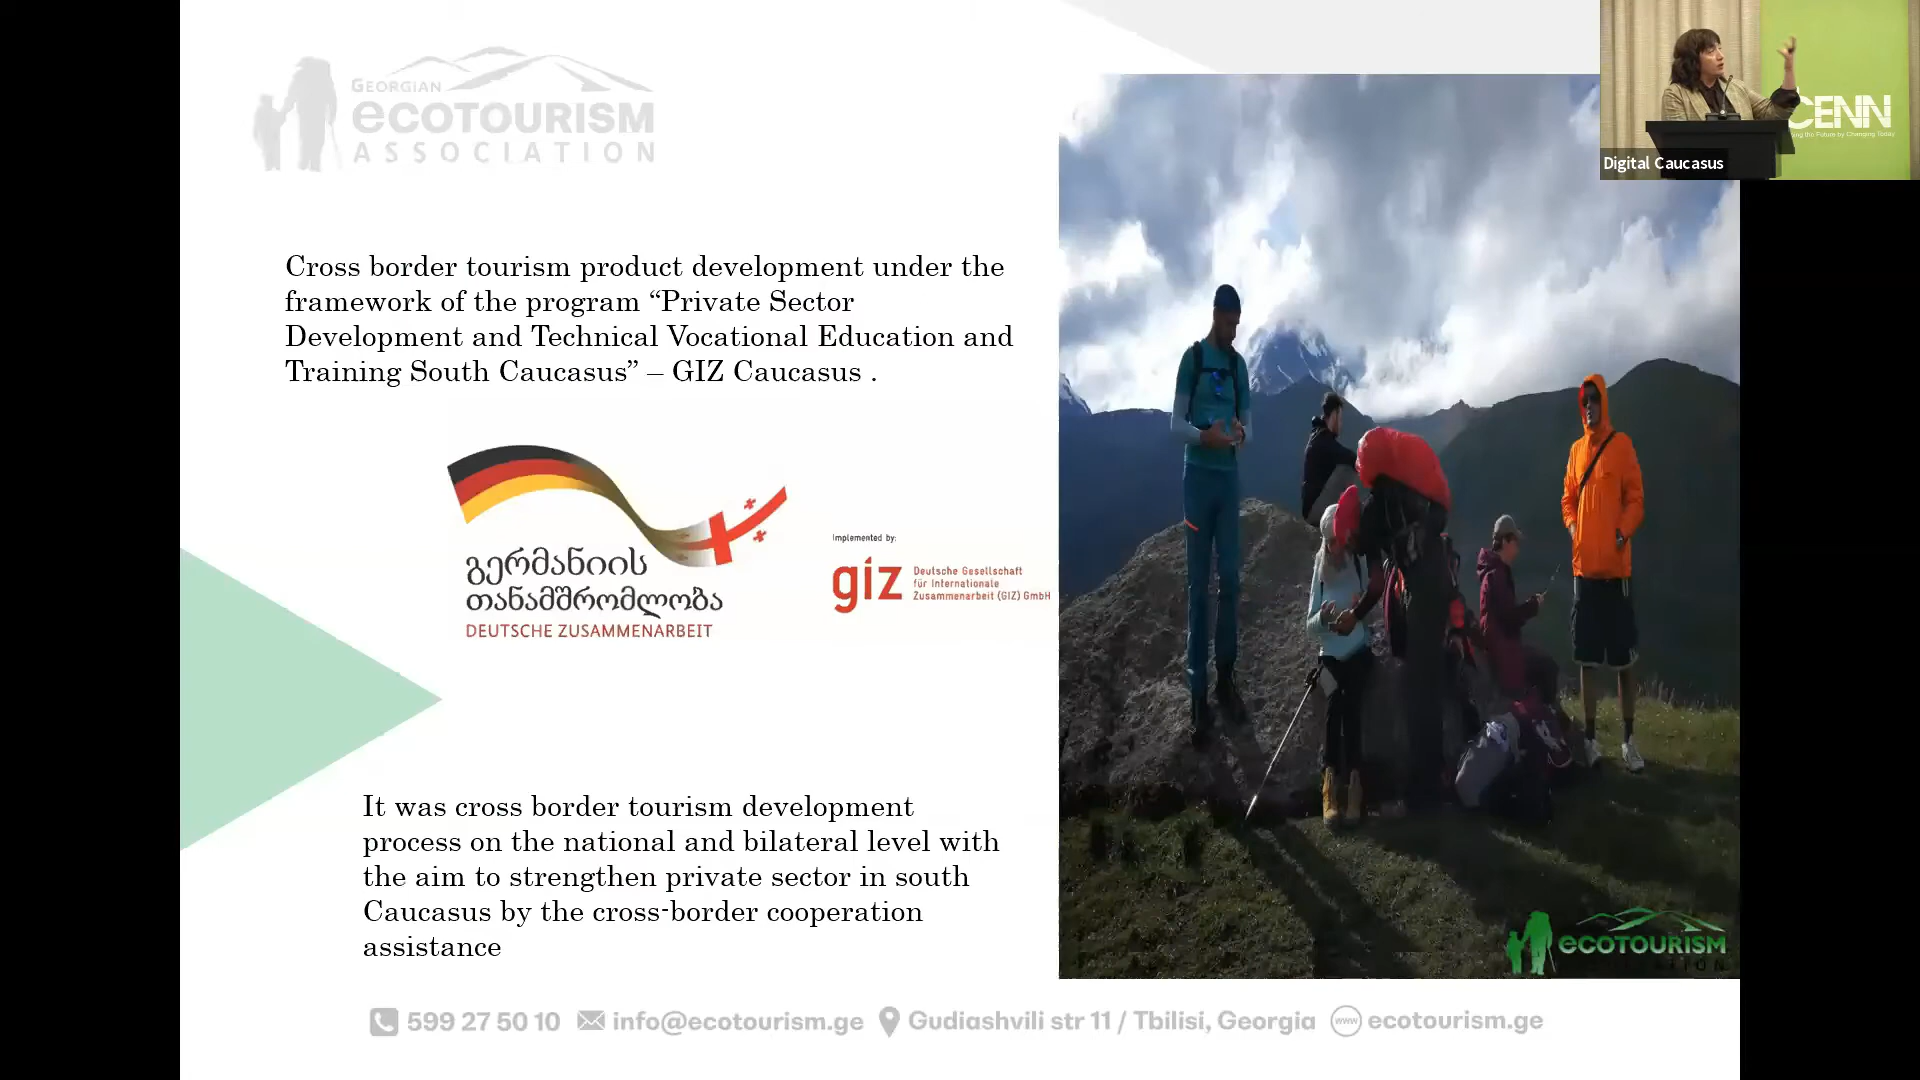 GEORGIAN
ECOTOURISM
ASSOCIATION
CENN
Digital Caucasus
Cross border tourism product development under the
framework of the program “Private Sector
Development and Technical Vocational Education and
Training South Caucasus” – GIZ Caucasus .
გერმანიის
თანამშრომლობა
DEUTSCHE ZUSAMMENARBEIT
Implemented by:
giz
Deutsche Gesellschaft
für Internationale
Zusammenarbeit (GIZ) GmbH
It was cross border tourism development
process on the national and bilateral level with
the aim to strengthen private sector in south
Caucasus by the cross-border cooperation
assistance
ECOTOURISM
599 27 50 10 info@ecotourism.ge Gudiashvili str 11 / Tbilisi, Georgia www ecotourism.ge